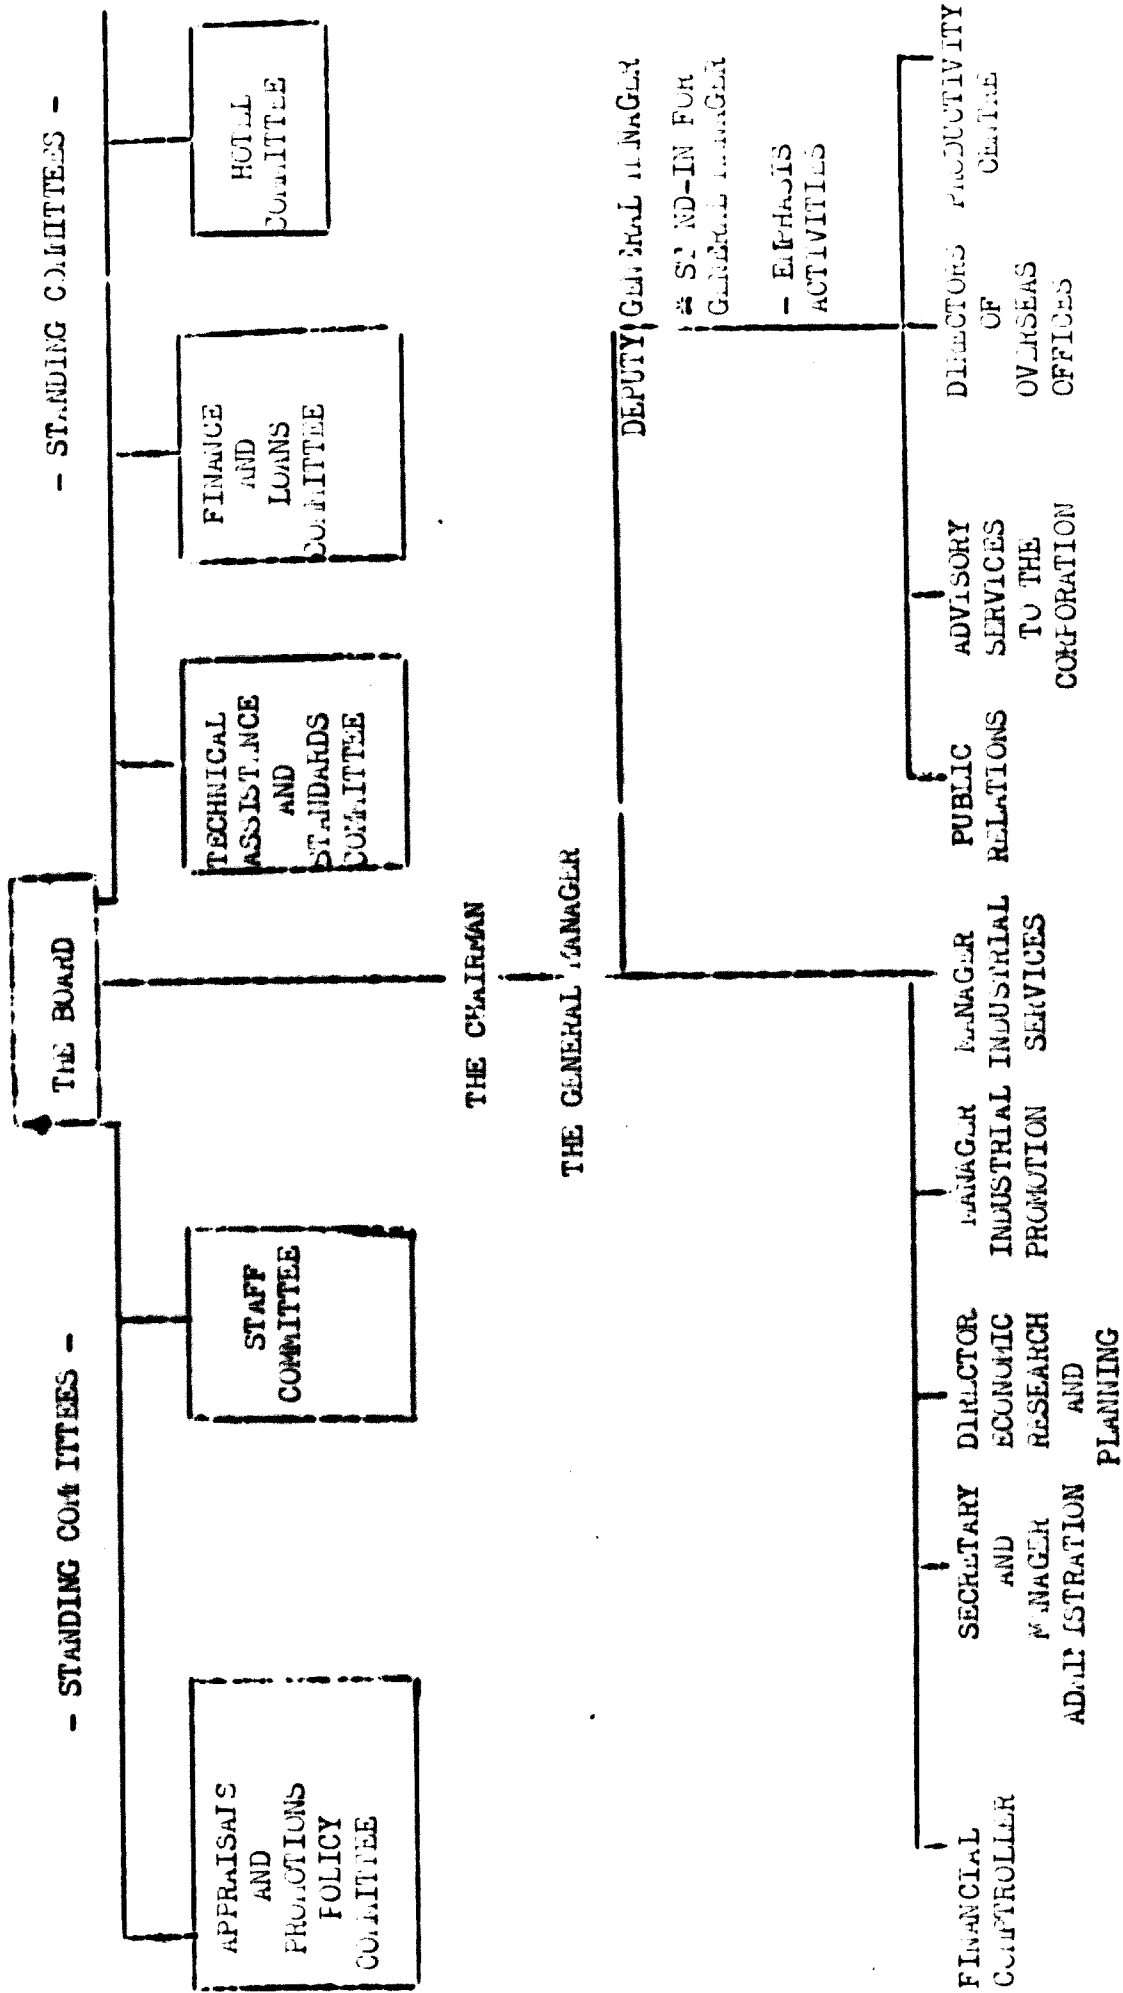 - STANDING COMMITTEES -
THE BOARD
- STANDING COMMITTEES -
APPRAISALS
AND
PROMOTIONS
POLICY
COMMITTEE
STAFF
COMMITTEE
TECHNICAL
ASSISTANCE
AND
STANDARDS
COMMITTEE
FINANCE
AND
LOANS
COMMITTEE
HOTEL
COMMITTEE
THE CHAIRMAN
THE GENERAL MANAGER
DEPUTY GENERAL MANAGER
* STAND-IN FOR
GENERAL MANAGER
- EMPHASIS
ACTIVITIES
FINANCIAL
COMPTROLLER
SECRETARY
AND
MANAGER
ADMINISTRATION
DIRECTOR
ECONOMIC
RESEARCH
AND
PLANNING
MANAGER
INDUSTRIAL
PROMOTION
MANAGER
INDUSTRIAL
SERVICES
PUBLIC
RELATIONS
ADVISORY
SERVICES
TO THE
CORPORATION
DIRECTORS
OF
OVERSEAS
OFFICES
PRODUCTIVITY
CENTRE